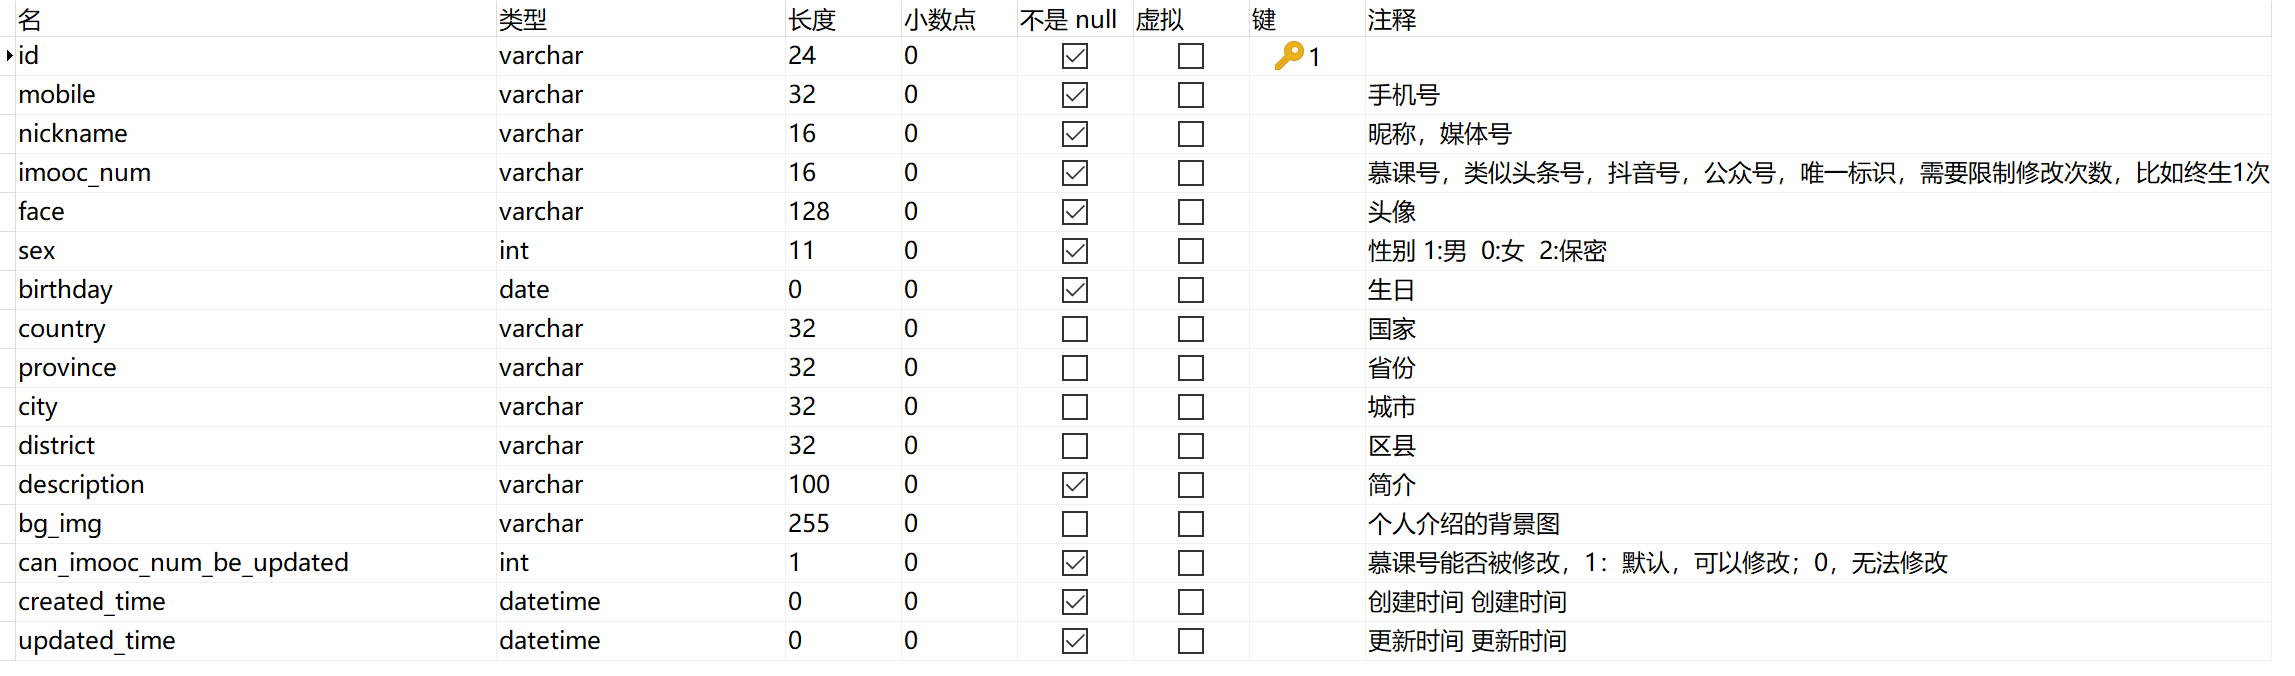 名 类型 长度 小数点 不是 null 虚拟 键 注释
id varchar 24 0 1
mobile varchar 32 0 手机号
nickname varchar 16 0 昵称，媒体号
imooc_num varchar 16 0 慕课号，类似头条号，抖音号，公众号，唯一标识，需要限制修改次数，比如终生1次
face varchar 128 0 头像
sex int 11 0 性别 1:男  0:女  2:保密
birthday date 0 0 生日
country varchar 32 0 国家
province varchar 32 0 省份
city varchar 32 0 城市
district varchar 32 0 区县
description varchar 100 0 简介
bg_img varchar 255 0 个人介绍的背景图
can_imooc_num_be_updated int 1 0 慕课号能否被修改，1：默认，可以修改；0，无法修改
created_time datetime 0 0 创建时间 创建时间
updated_time datetime 0 0 更新时间 更新时间